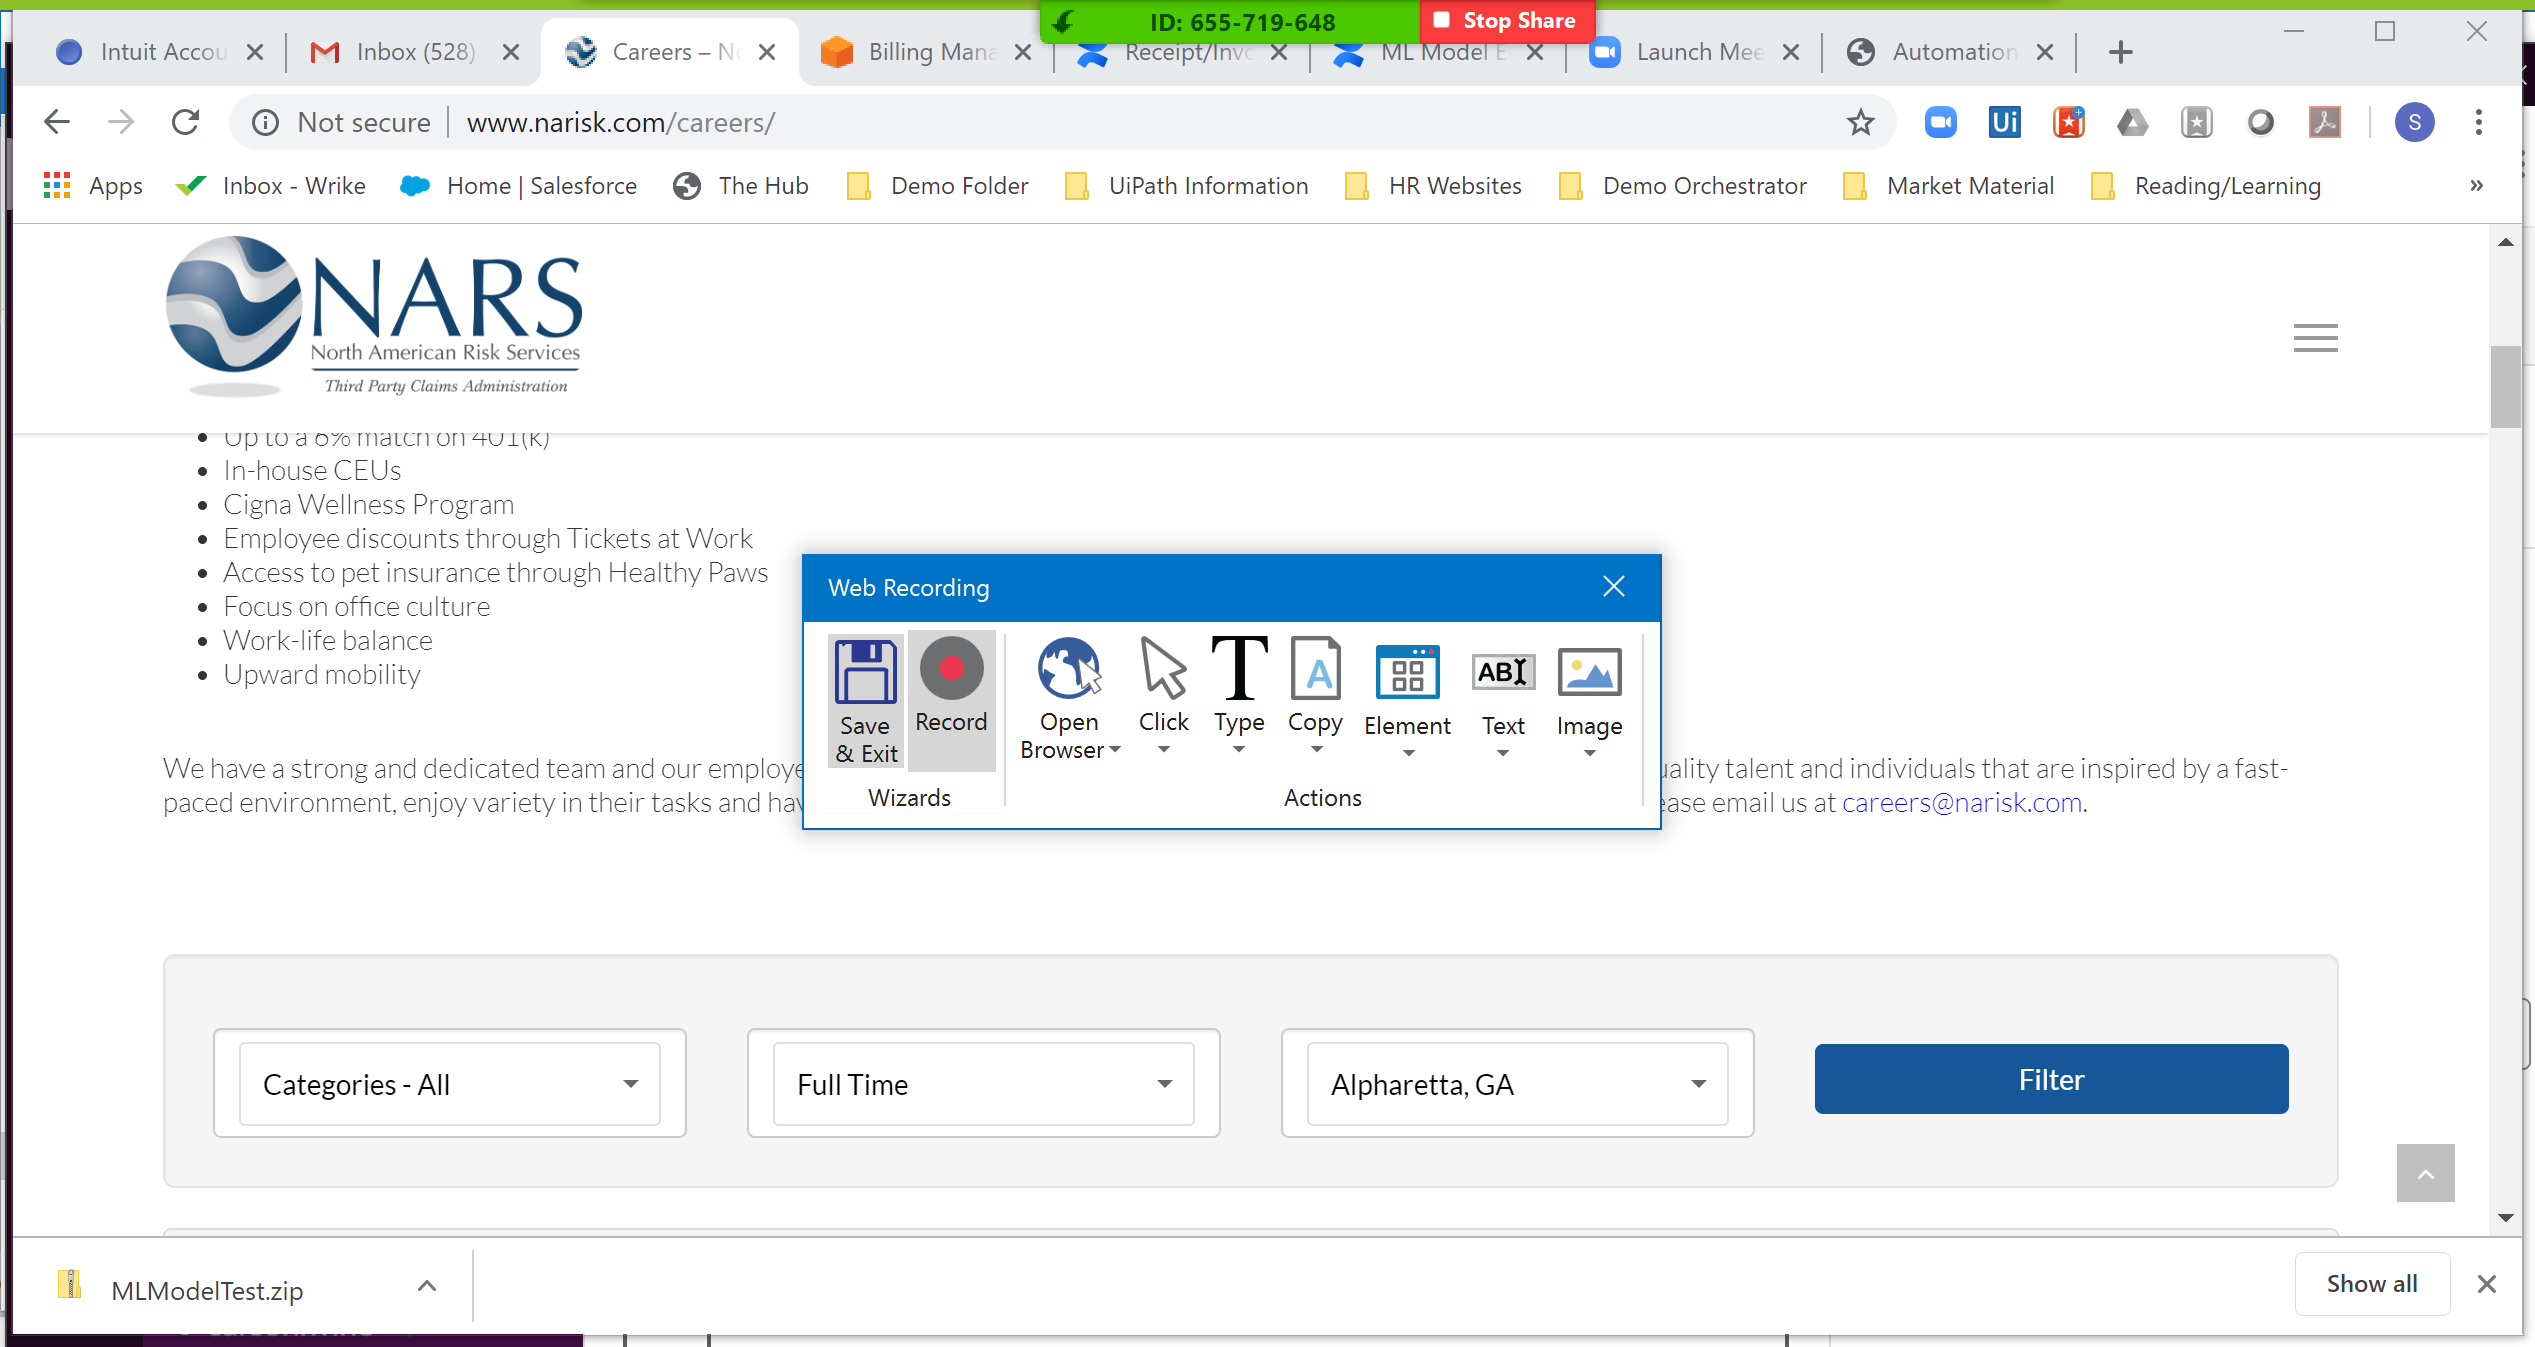 ID: 655-719-648
Stop Share
Intuit Accou
Inbox (528)
Careers – No
Billing Mana
Receipt/Invo
ML Model E
Launch Mee
Automation
Not secure
www.narisk.com/careers/
Ui
S
Apps
Inbox - Wrike
Home | Salesforce
The Hub
Demo Folder
UiPath Information
HR Websites
Demo Orchestrator
Market Material
Reading/Learning
»
NARS
North American Risk Services
Third Party Claims Administration
Up to a 6% match on 401(k)
In-house CEUs
Cigna Wellness Program
Employee discounts through Tickets at Work
Access to pet insurance through Healthy Paws
Focus on office culture
Work-life balance
Upward mobility
Web Recording
Save
& Exit
Record
Open
Browser
Click
Type
Copy
Element
Text
Image
Wizards
Actions
We have a strong and dedicated team and our employe
uality talent and individuals that are inspired by a fast-
paced environment, enjoy variety in their tasks and hav
ease email us at careers@narisk.com.
Categories - All
Full Time
Alpharetta, GA
Filter
MLModelTest.zip
Show all